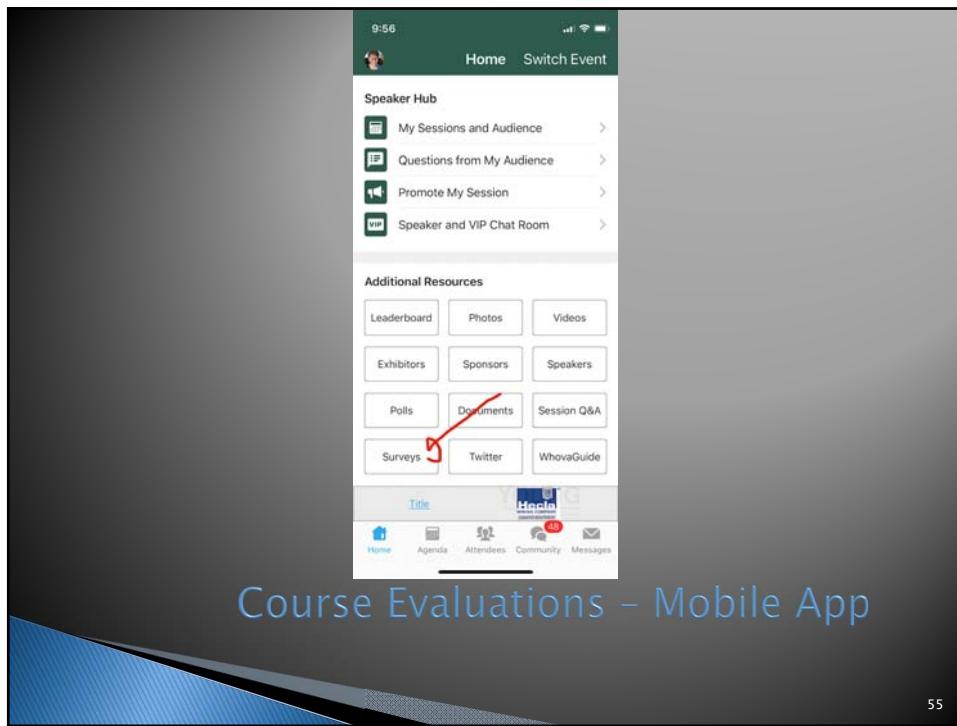 9:56
Home Switch Event
Speaker Hub
My Sessions and Audience
Questions from My Audience
Promote My Session
VIP Speaker and VIP Chat Room
Additional Resources
Leaderboard Photos Videos
Exhibitors Sponsors Speakers
Polls Documents Session Q&A
Surveys Twitter WhovaGuide
Title Hecla
48
Home Agenda Attendees Community Messages
Course Evaluations – Mobile App
55